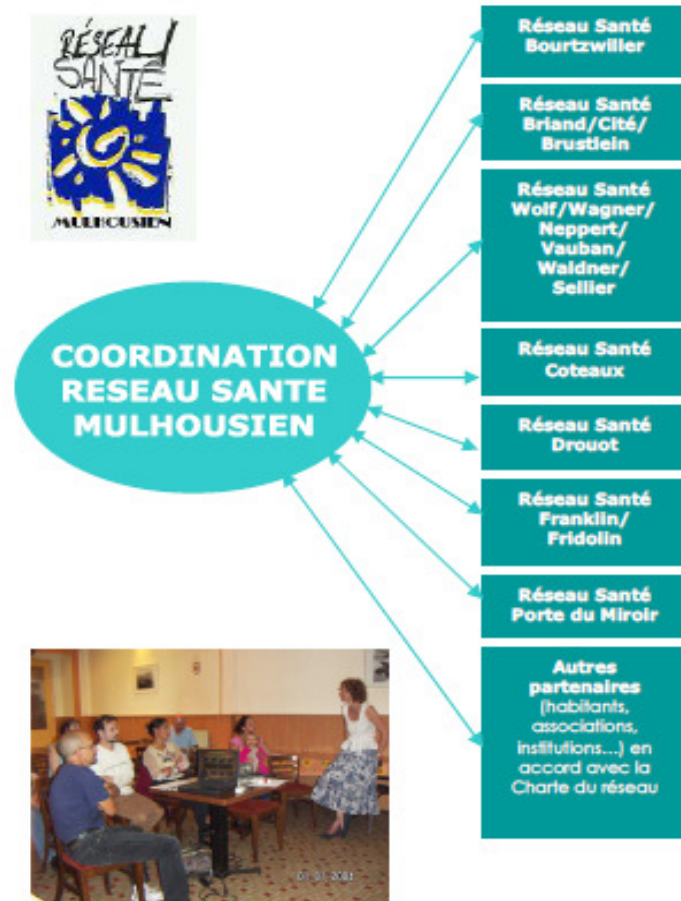 RÉSEAU
SANTÉ
MULHOUSIEN
COORDINATION
RESEAU SANTE
MULHOUSIEN
Réseau Santé
Bourtzwiller
Réseau Santé
Briand/Cité/
Brustlein
Réseau Santé
Wolf/Wagner/
Neppert/
Vauban/
Waldner/
Sellier
Réseau Santé
Coteaux
Réseau Santé
Drouot
Réseau Santé
Franklin/
Fridolin
Réseau Santé
Porte du Miroir
Autres
partenaires
(habitants,
associations,
institutions...) en
accord avec la
Charte du réseau